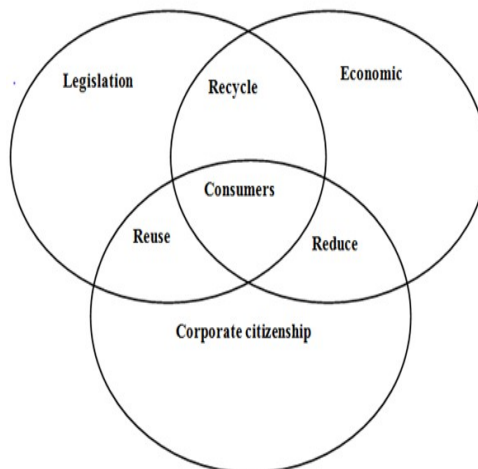 Legislation
Recycle
Economic
Consumers
Reuse
Reduce
Corporate citizenship